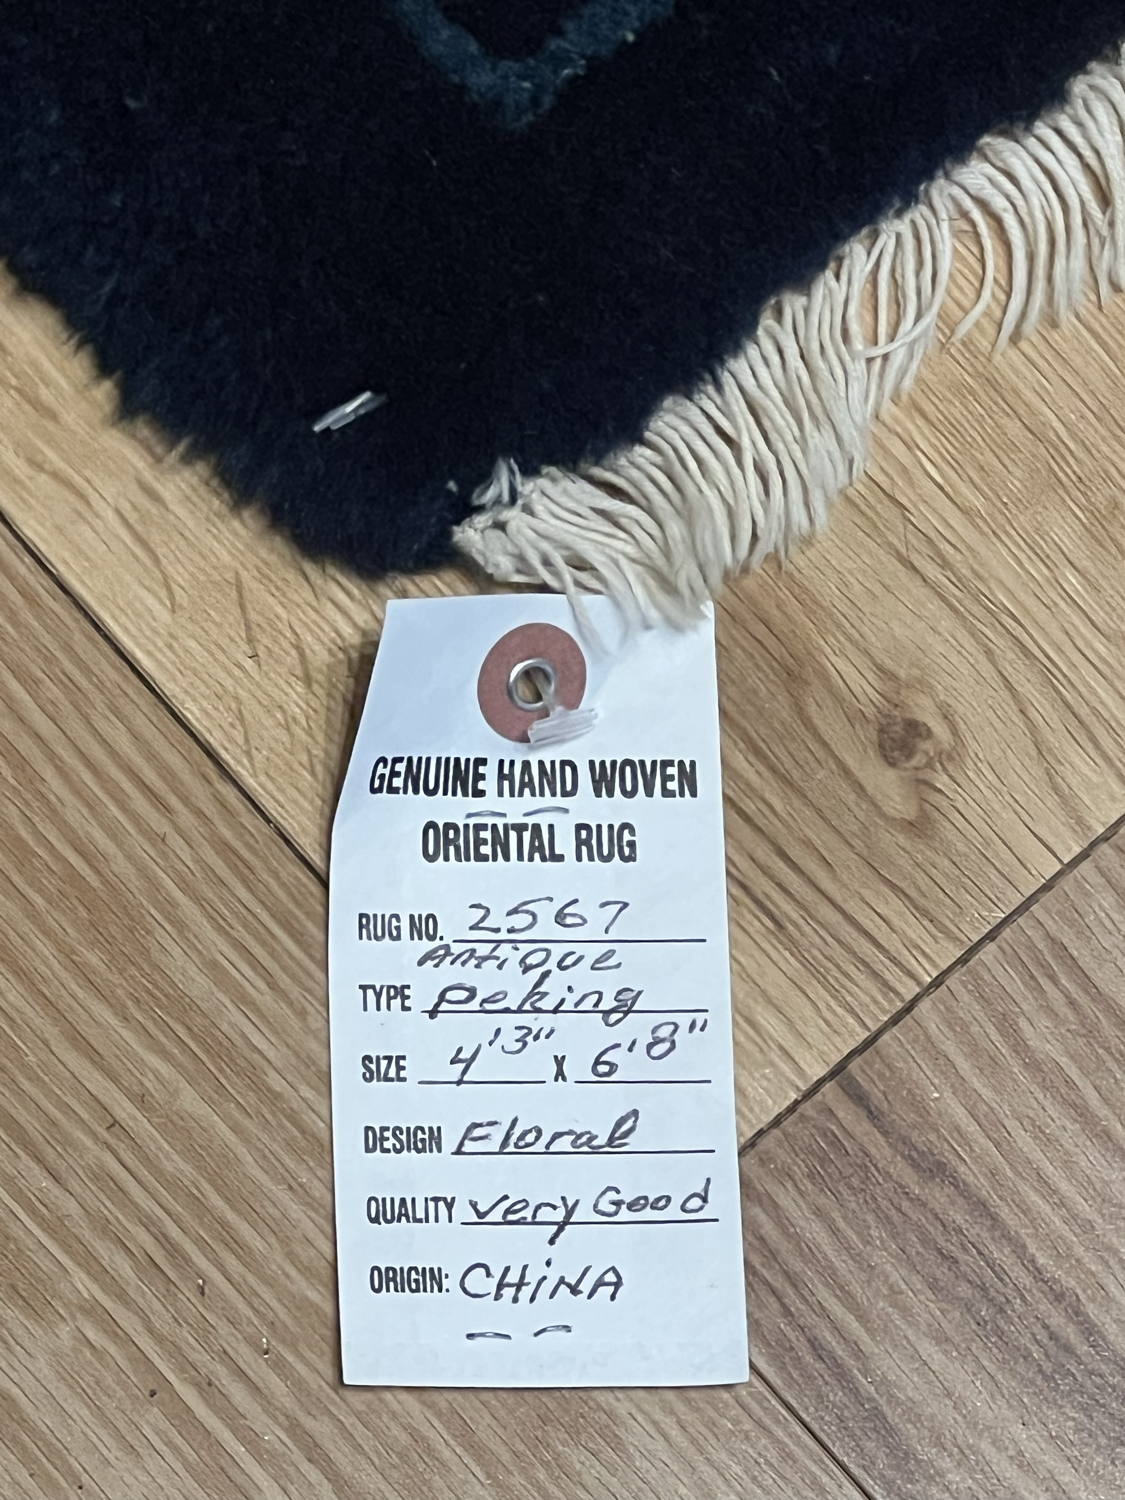 GENUINE HAND WOVEN
ORIENTAL RUG
RUG NO. 2567
Antique
TYPE Peking
SIZE 4'3" X 6'8"
DESIGN Floral
QUALITY Very Good
ORIGIN: CHiNA